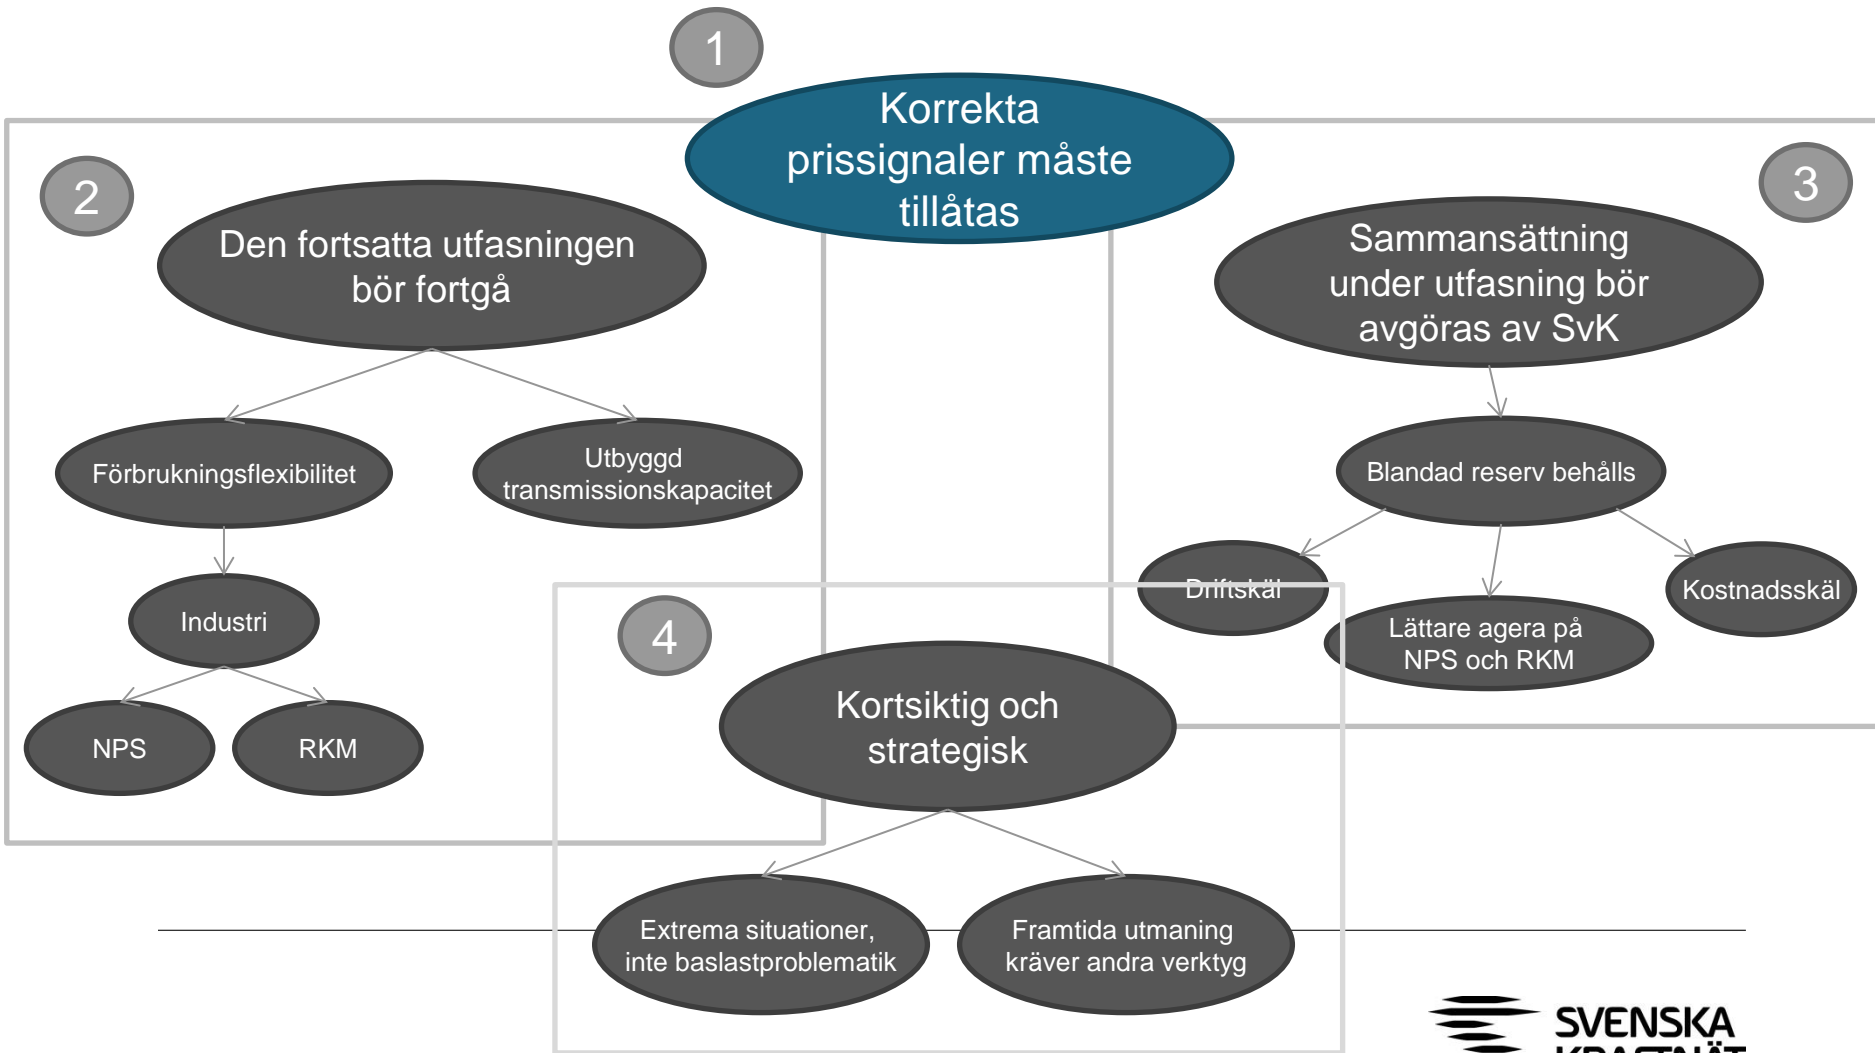 1
Korrekta
prissignaler måste
tillåtas
2
Den fortsatta utfasningen
bör fortgå
Förbrukningsflexibilitet
Utbyggd
transmissionskapacitet
Industri
NPS
RKM
3
Sammansättning
under utfasning bör
avgöras av SvK
Blandad reserv behålls
Driftskäl
Lättare agera på
NPS och RKM
Kostnadsskäl
4
Kortsiktig och
strategisk
Extrema situationer,
inte baslastproblematik
Framtida utmaning
kräver andra verktyg
SVENSKA
KRAFTNÄT